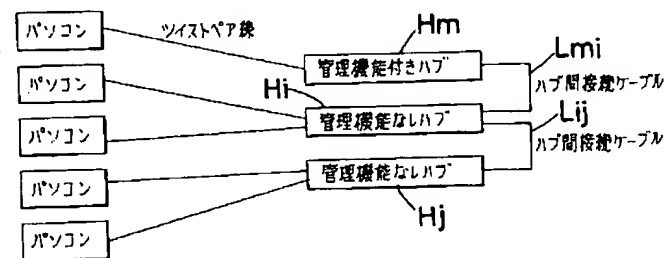 パソコン
ツイストペア線
Hm
管理機能付きハブ
Lmi
ハブ間接続ケーブル
パソコン
Hi
管理機能なしハブ
Lij
ハブ間接続ケーブル
パソコン
パソコン
管理機能なしハブ
Hj
パソコン